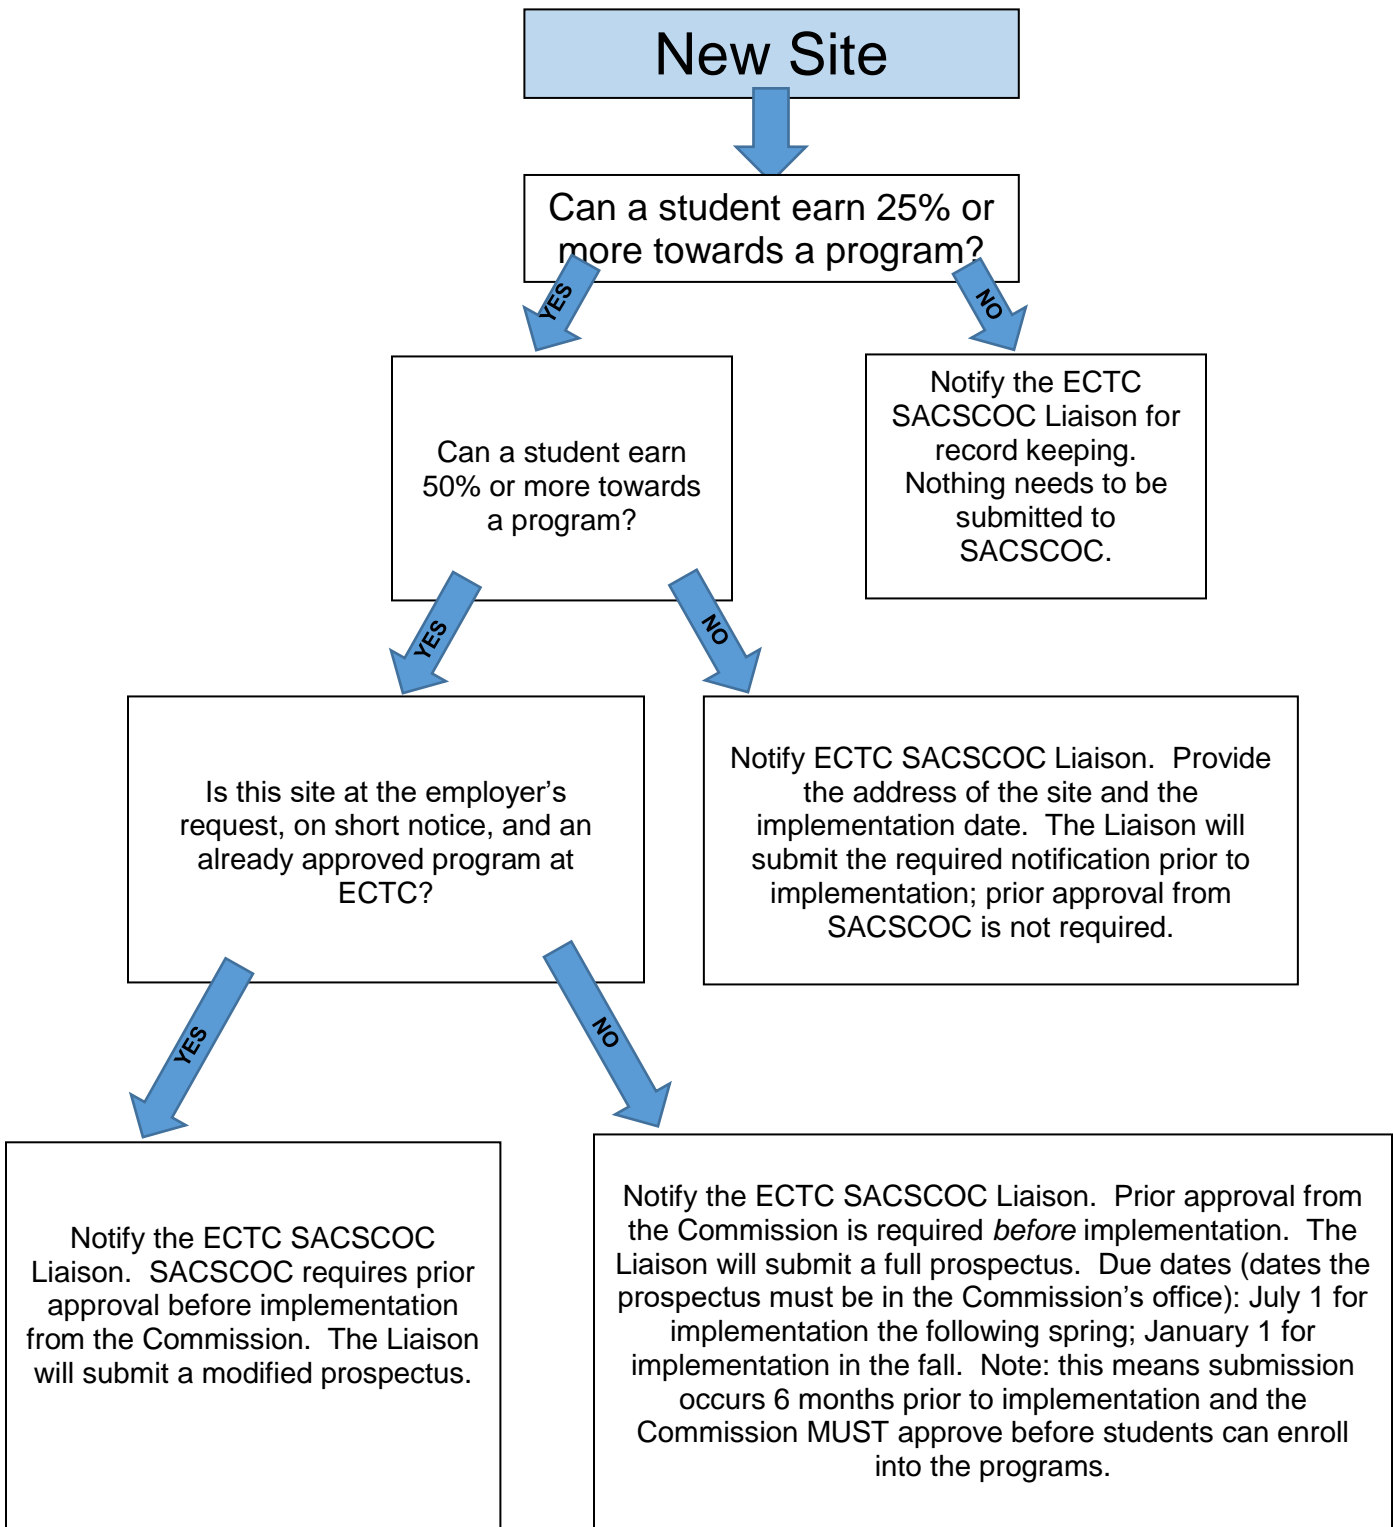 New Site
Can a student earn 25% or
more towards a program?
YES
NO
Can a student earn
50% or more towards
a program?
Notify the ECTC
SACSCOC Liaison for
record keeping.
Nothing needs to be
submitted to
SACSCOC.
YES
NO
Is this site at the employer’s
request, on short notice, and an
already approved program at
ECTC?
Notify ECTC SACSCOC Liaison.  Provide
the address of the site and the
implementation date.  The Liaison will
submit the required notification prior to
implementation; prior approval from
SACSCOC is not required.
YES
NO
Notify the ECTC SACSCOC
Liaison.  SACSCOC requires prior
approval before implementation
from the Commission.  The Liaison
will submit a modified prospectus.
Notify the ECTC SACSCOC Liaison.  Prior approval from
the Commission is required before implementation.  The
Liaison will submit a full prospectus.  Due dates (dates the
prospectus must be in the Commission’s office): July 1 for
implementation the following spring; January 1 for
implementation in the fall.  Note: this means submission
occurs 6 months prior to implementation and the
Commission MUST approve before students can enroll
into the programs.